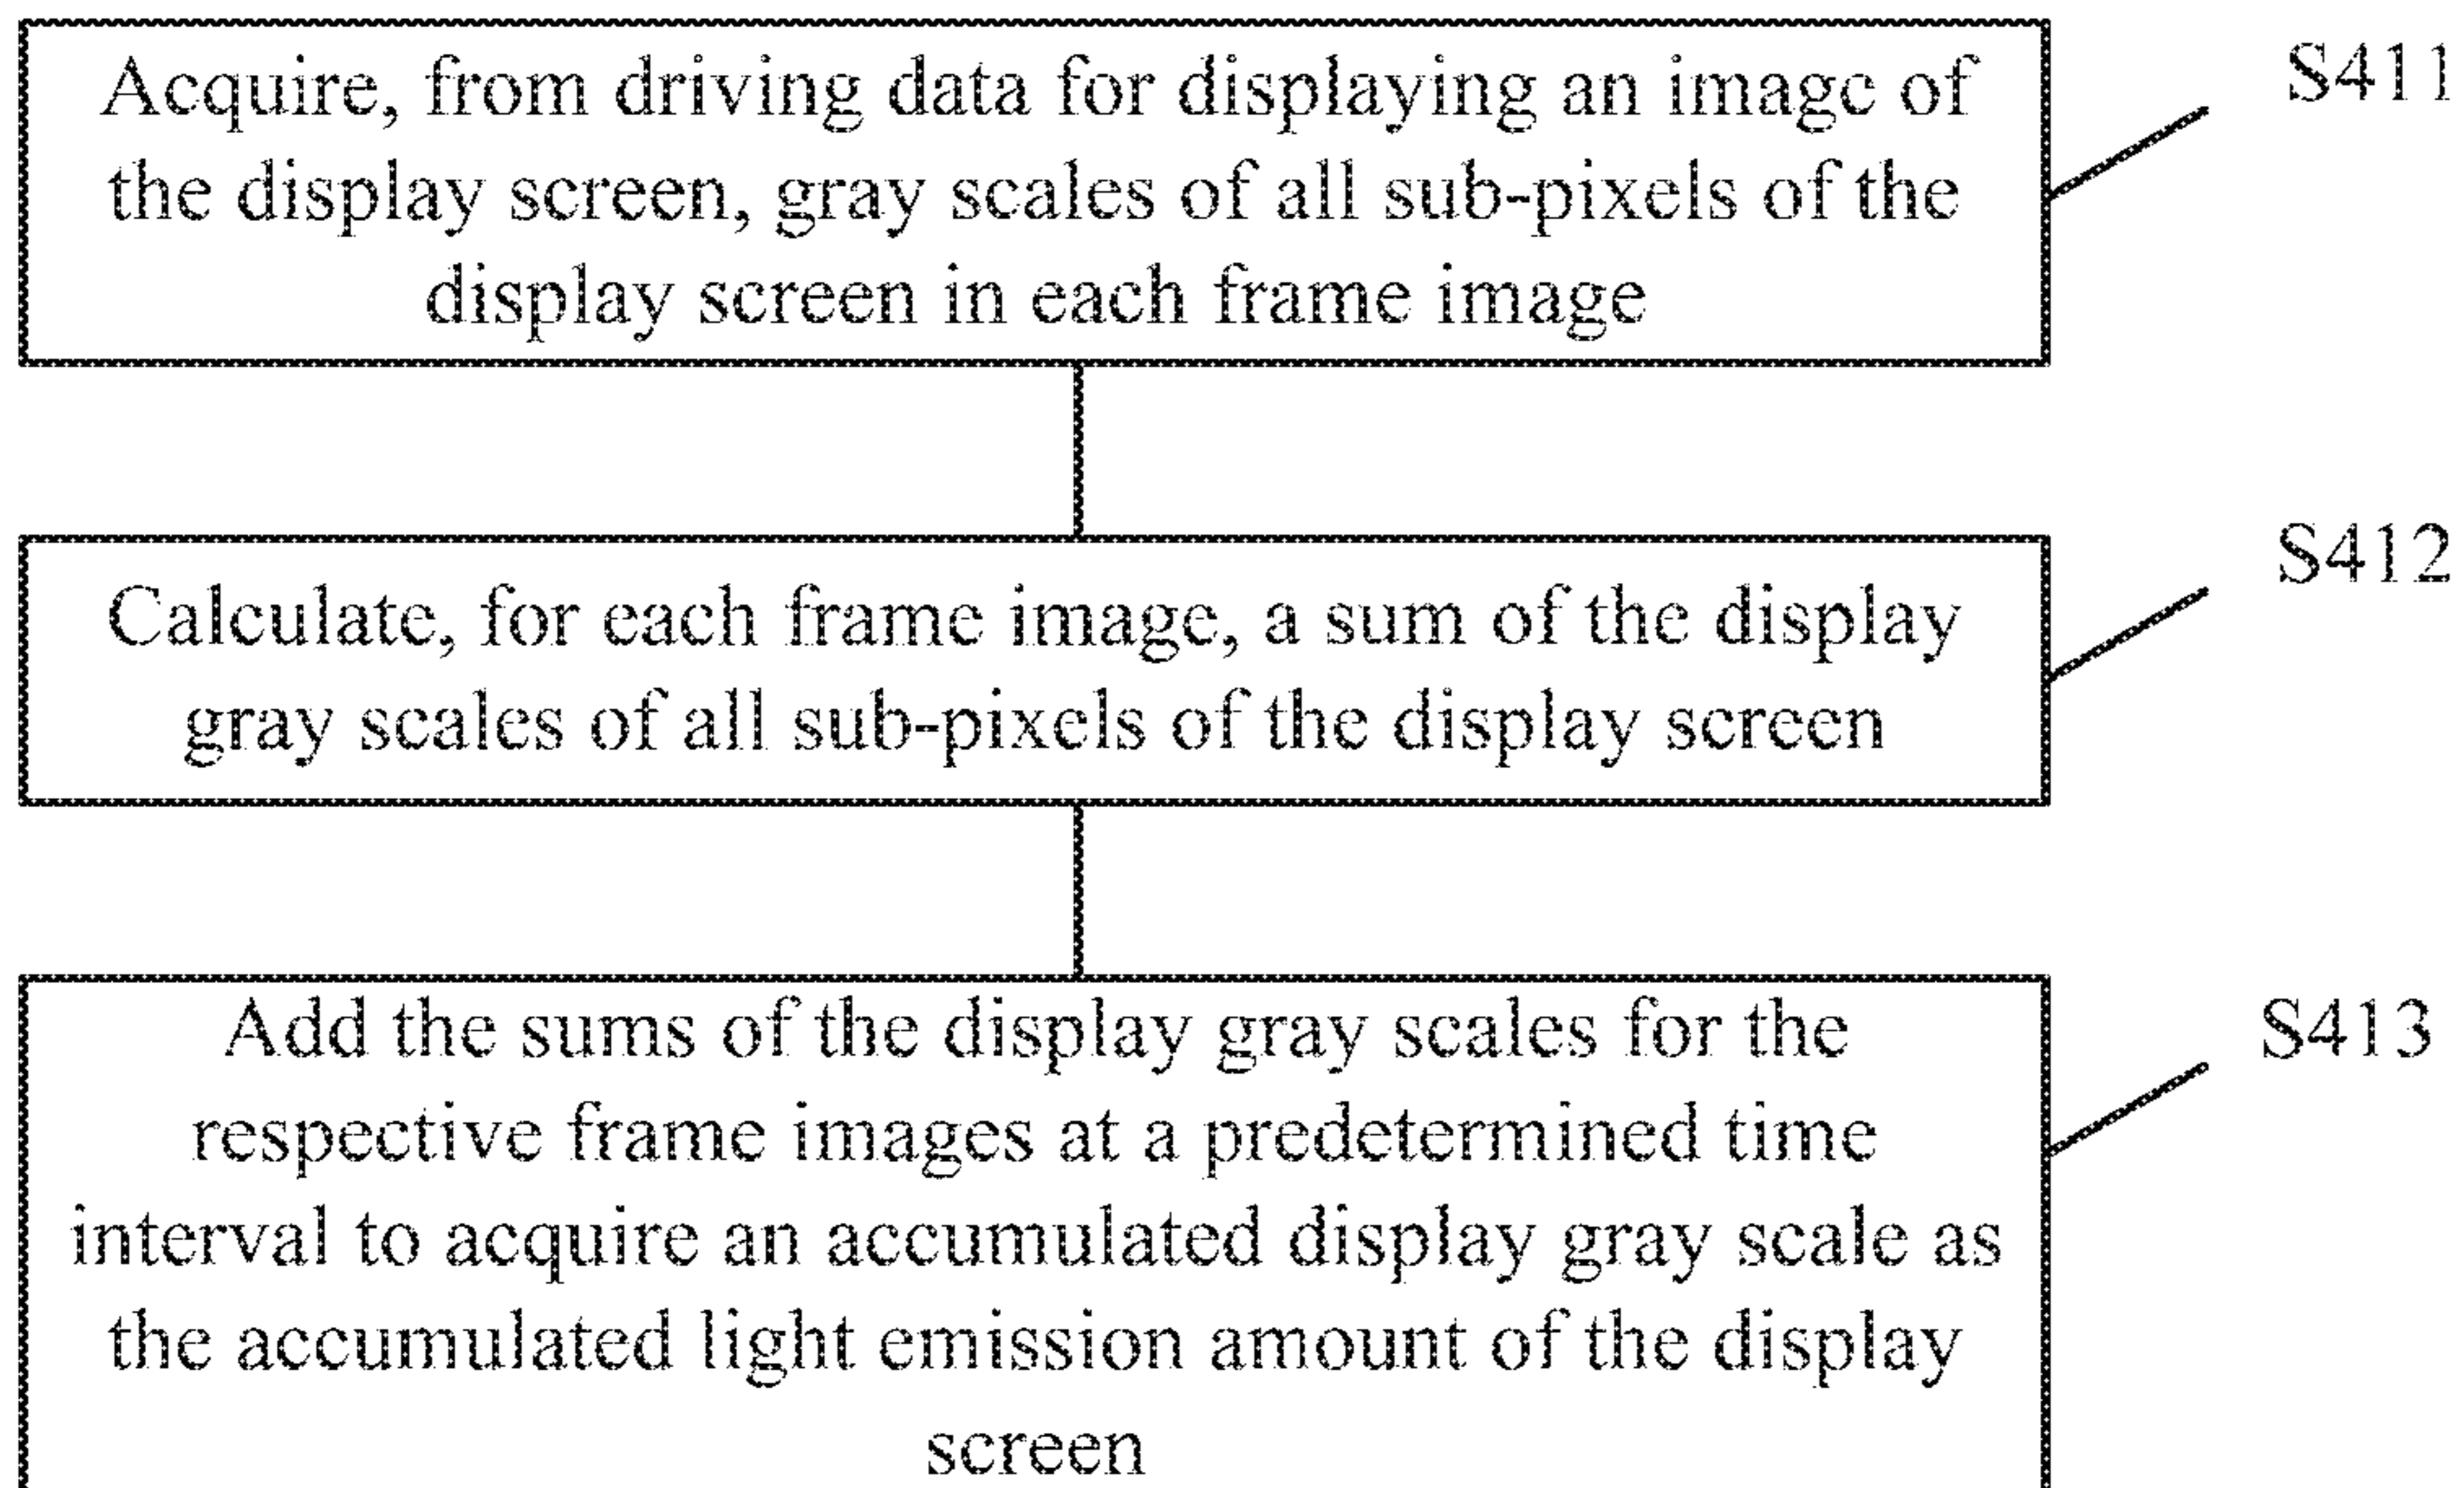 Acquire, from driving data for displaying an image of
the display screen, gray scales of all sub-pixels of the
display screen in each frame image
S411
Calculate, for each frame image, a sum of the display
gray scales of all sub-pixels of the display screen
S412
Add the sums of the display gray scales for the
respective frame images at a predetermined time
interval to acquire an accumulated display gray scale as
the accumulated light emission amount of the display
screen
S413